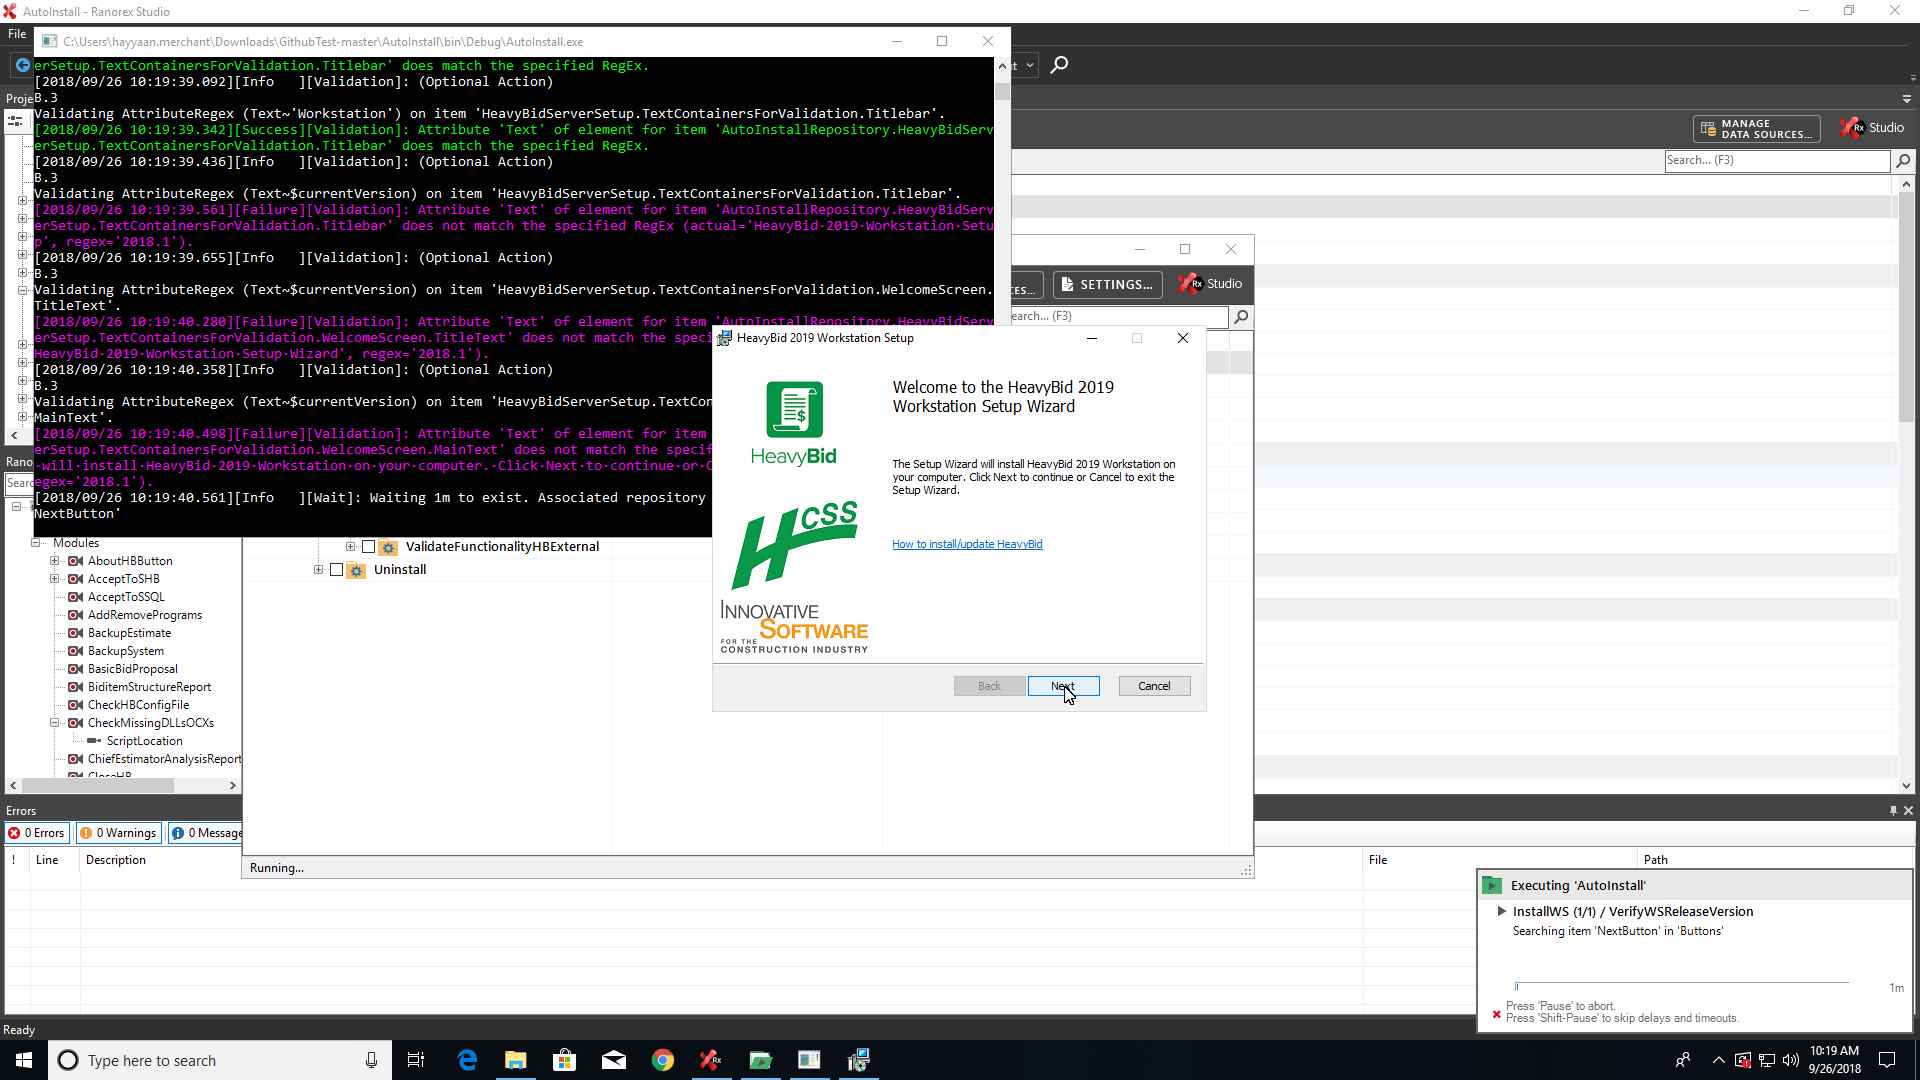 AutoInstall - Ranorex Studio
File
C:\Users\hayyaan.merchant\Downloads\GithubTest-master\AutoInstall\bin\Debug\AutoInstall.exe
erSetup.TextContainersForValidation.Titlebar' does match the specified RegEx.
[2018/09/26 10:19:39.092][Info   ][Validation]: (Optional Action)
B.3
Validating AttributeRegex (Text~'Workstation') on item 'HeavyBidServerSetup.TextContainersForValidation.Titlebar'.
[2018/09/26 10:19:39.342][Success][Validation]: Attribute 'Text' of element for item 'AutoInstallRepository.HeavyBidServ
erSetup.TextContainersForValidation.Titlebar' does match the specified RegEx.
[2018/09/26 10:19:39.436][Info   ][Validation]: (Optional Action)
B.3
Validating AttributeRegex (Text~$currentVersion) on item 'HeavyBidServerSetup.TextContainersForValidation.Titlebar'.
[2018/09/26 10:19:39.561][Failure][Validation]: Attribute 'Text' of element for item 'AutoInstallRepository.HeavyBidServ
erSetup.TextContainersForValidation.Titlebar' does not match the specified RegEx (actual='HeavyBid·2019·Workstation·Setu
p', regex='2018.1').
[2018/09/26 10:19:39.655][Info   ][Validation]: (Optional Action)
B.3
Validating AttributeRegex (Text~$currentVersion) on item 'HeavyBidServerSetup.TextContainersForValidation.WelcomeScreen.
TitleText'.
[2018/09/26 10:19:40.280][Failure][Validation]: Attribute 'Text' of element for item 'AutoInstallRepository.HeavyBidServ
erSetup.TextContainersForValidation.WelcomeScreen.TitleText' does not match the speci
HeavyBid·2019·Workstation·Setup·Wizard', regex='2018.1').
[2018/09/26 10:19:40.358][Info   ][Validation]: (Optional Action)
B.3
Validating AttributeRegex (Text~$currentVersion) on item 'HeavyBidServerSetup.TextCon
MainText'.
[2018/09/26 10:19:40.498][Failure][Validation]: Attribute 'Text' of element for item
erSetup.TextContainersForValidation.WelcomeScreen.MainText' does not match the specif
·will·install·HeavyBid·2019·Workstation·on·your·computer.·Click·Next·to·continue·or·C
egex='2018.1').
[2018/09/26 10:19:40.561][Info   ][Wait]: Waiting 1m to exist. Associated repository
NextButton'
MANAGE
DATA SOURCES...
Rx Studio
Search... (F3)
Proje
SETTINGS...
Rx Studio
earch... (F3)
HeavyBid 2019 Workstation Setup
Welcome to the HeavyBid 2019
Workstation Setup Wizard
HeavyBid
The Setup Wizard will install HeavyBid 2019 Workstation on
your computer. Click Next to continue or Cancel to exit the
Setup Wizard.
HCSS
How to install/update HeavyBid
INNOVATIVE
SOFTWARE
FOR THE
CONSTRUCTION INDUSTRY
Back
Next
Cancel
Rano
Sear
Modules
AboutHBButton
AcceptToSHB
AcceptToSSQL
AddRemovePrograms
BackupEstimate
BackupSystem
BasicBidProposal
BiditemStructureReport
CheckHBConfigFile
CheckMissingDLLsOCXs
ScriptLocation
ChiefEstimatorAnalysisReport
CloseHB
ValidateFunctionalityHBExternal
Uninstall
Running...
Errors
0 Errors
0 Warnings
0 Message
! Line Description File Path
Executing 'AutoInstall'
InstallWS (1/1) / VerifyWSReleaseVersion
Searching item 'NextButton' in 'Buttons'
1m
Press 'Pause' to abort.
Press 'Shift-Pause' to skip delays and timeouts.
Ready
Type here to search
10:19 AM
9/26/2018